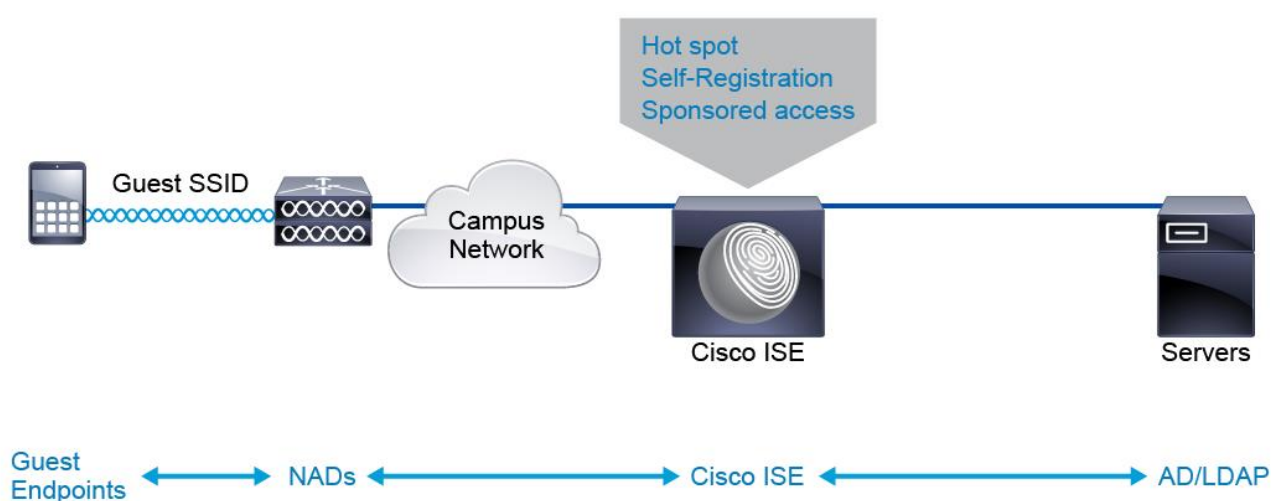 Hot spot
Self-Registration
Sponsored access
Guest SSID
Campus
Network
Cisco ISE
Servers
Guest
Endpoints
NADs
Cisco ISE
AD/LDAP